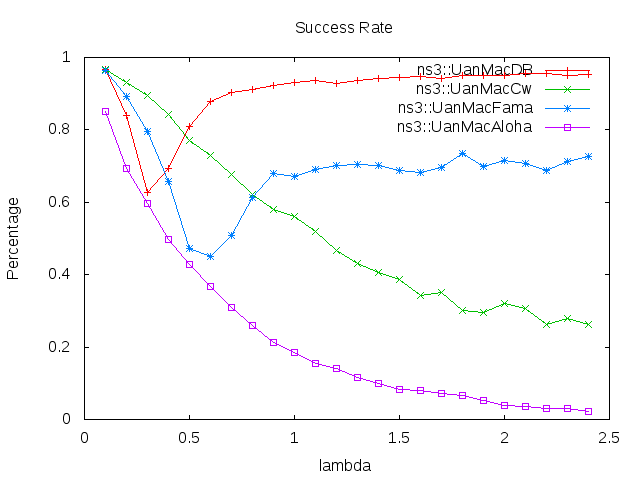 Success Rate
ns3::UanMacDB
ns3::UanMacCw
ns3::UanMacFama
ns3::UanMacAloha
Percentage
1
0.8
0.6
0.4
0.2
0
0 0.5 1 1.5 2 2.5
lambda